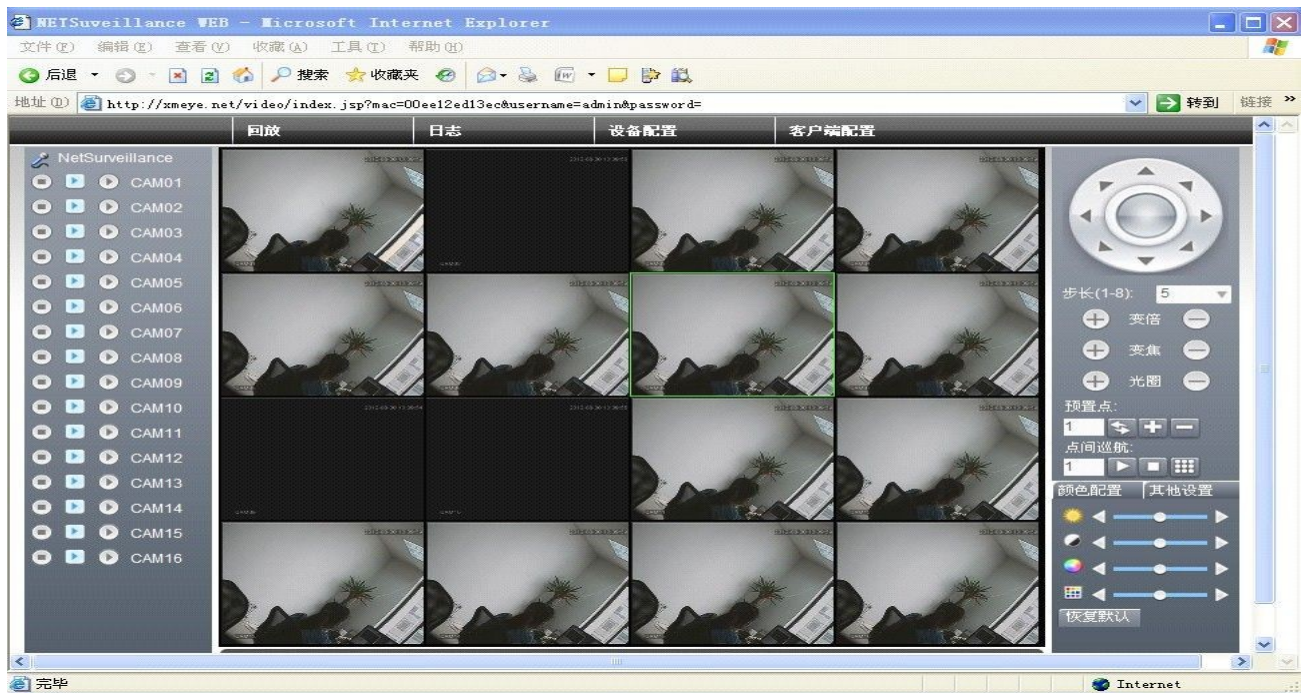 NETSuveillance WEB - Microsoft Internet Explorer
文件(F) 编辑(E) 查看(V) 收藏(A) 工具(T) 帮助(H)
后退 搜索 收藏夹
地址(D) http://xmeye.net/video/index.jsp?mac=00ee12ed13ec&username=admin&password= 转到 链接 »
回放 日志 设备配置 客户端配置
NetSurveillance
CAM01
CAM02
CAM03
CAM04
CAM05
CAM06
CAM07
CAM08
CAM09
CAM10
CAM11
CAM12
CAM13
CAM14
CAM15
CAM16
步长(1-8): 5
变倍
变焦
光圈
预置点:
1
点间巡航:
1
颜色配置 其他设置
恢复默认
完毕 Internet